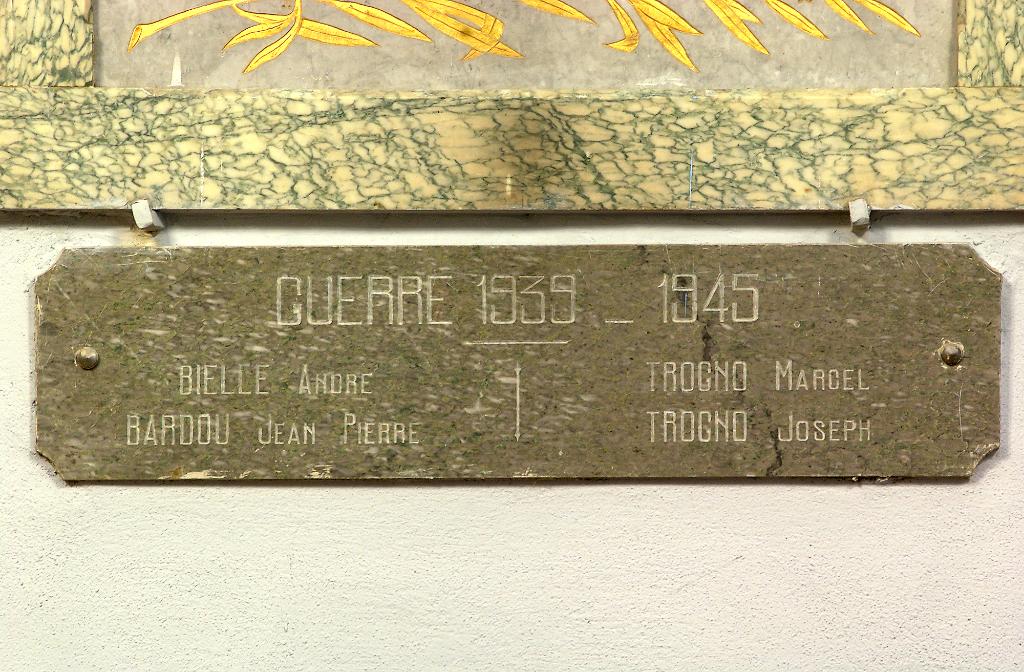 GUERRE 1939 _ 1945
BIELLE ANDRE
BARDOU JEAN PIERRE
TROGNO MARCEL
TROGNO JOSEPH